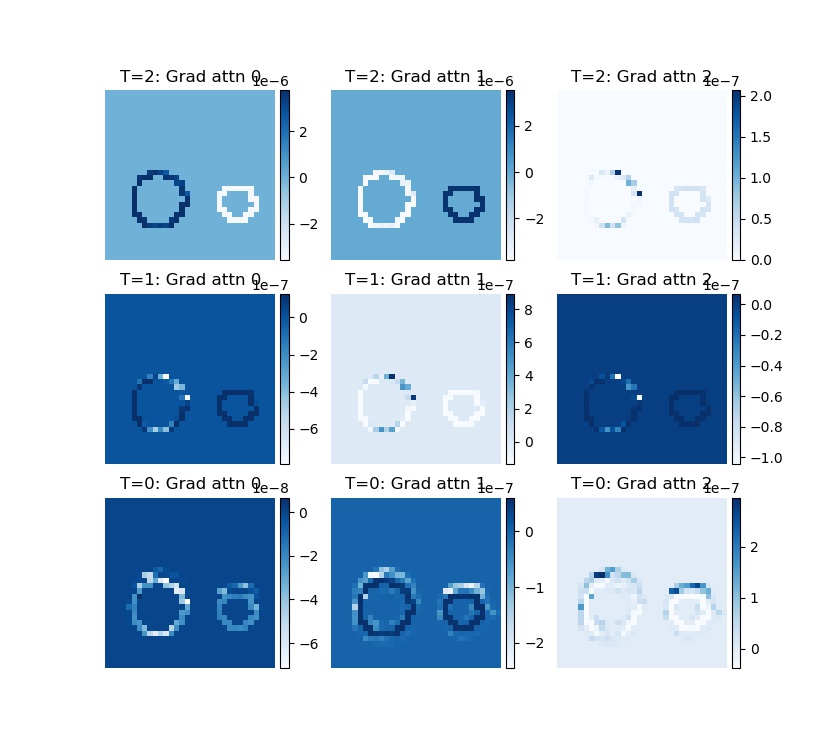 T=2: Grad attn 0
1e−6
2
0
−2
T=2: Grad attn 1
1e−6
2
0
−2
T=2: Grad attn 2
1e−7
2.0
1.5
1.0
0.5
0.0
T=1: Grad attn 0
1e−7
0
−2
−4
−6
T=1: Grad attn 1
1e−7
8
6
4
2
0
T=1: Grad attn 2
1e−7
0.0
−0.2
−0.4
−0.6
−0.8
−1.0
T=0: Grad attn 0
1e−8
0
−2
−4
−6
T=0: Grad attn 1
1e−7
0
−1
−2
T=0: Grad attn 2
1e−7
2
1
0